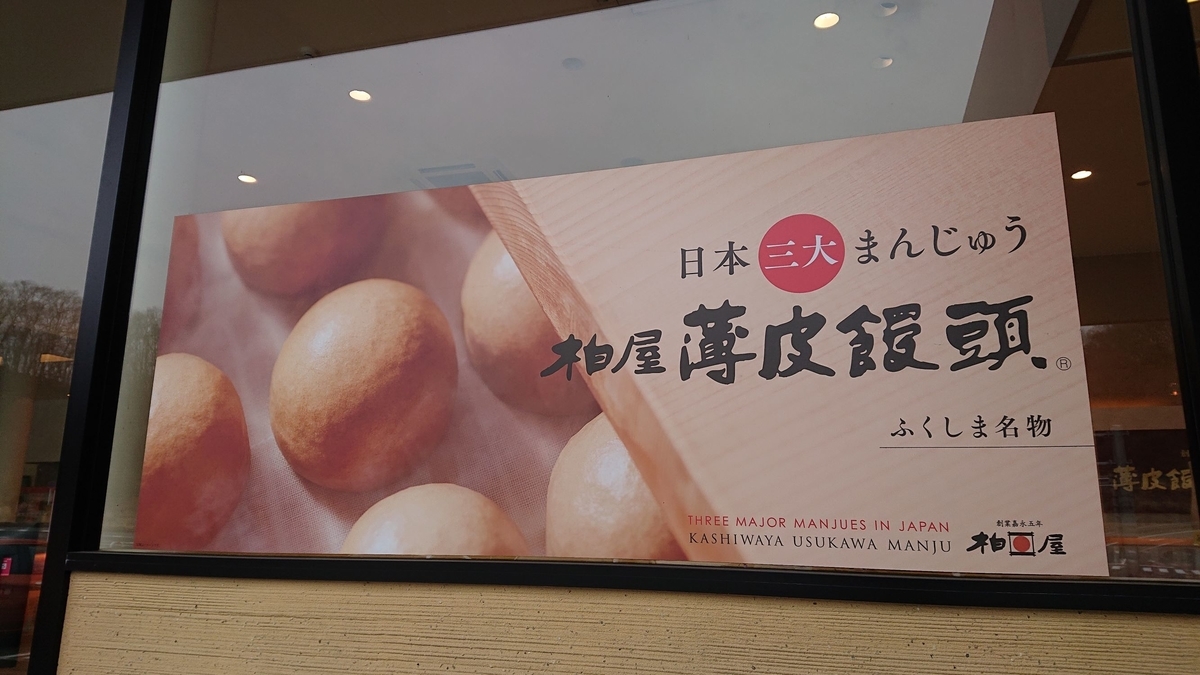 日本三大まんじゅう
柏屋 薄皮饅頭®
ふくしま名物
THREE MAJOR MANJUES IN JAPAN
KASHIWAYA USUKAWA MANJU
創業嘉永五年
柏屋
薄皮饅